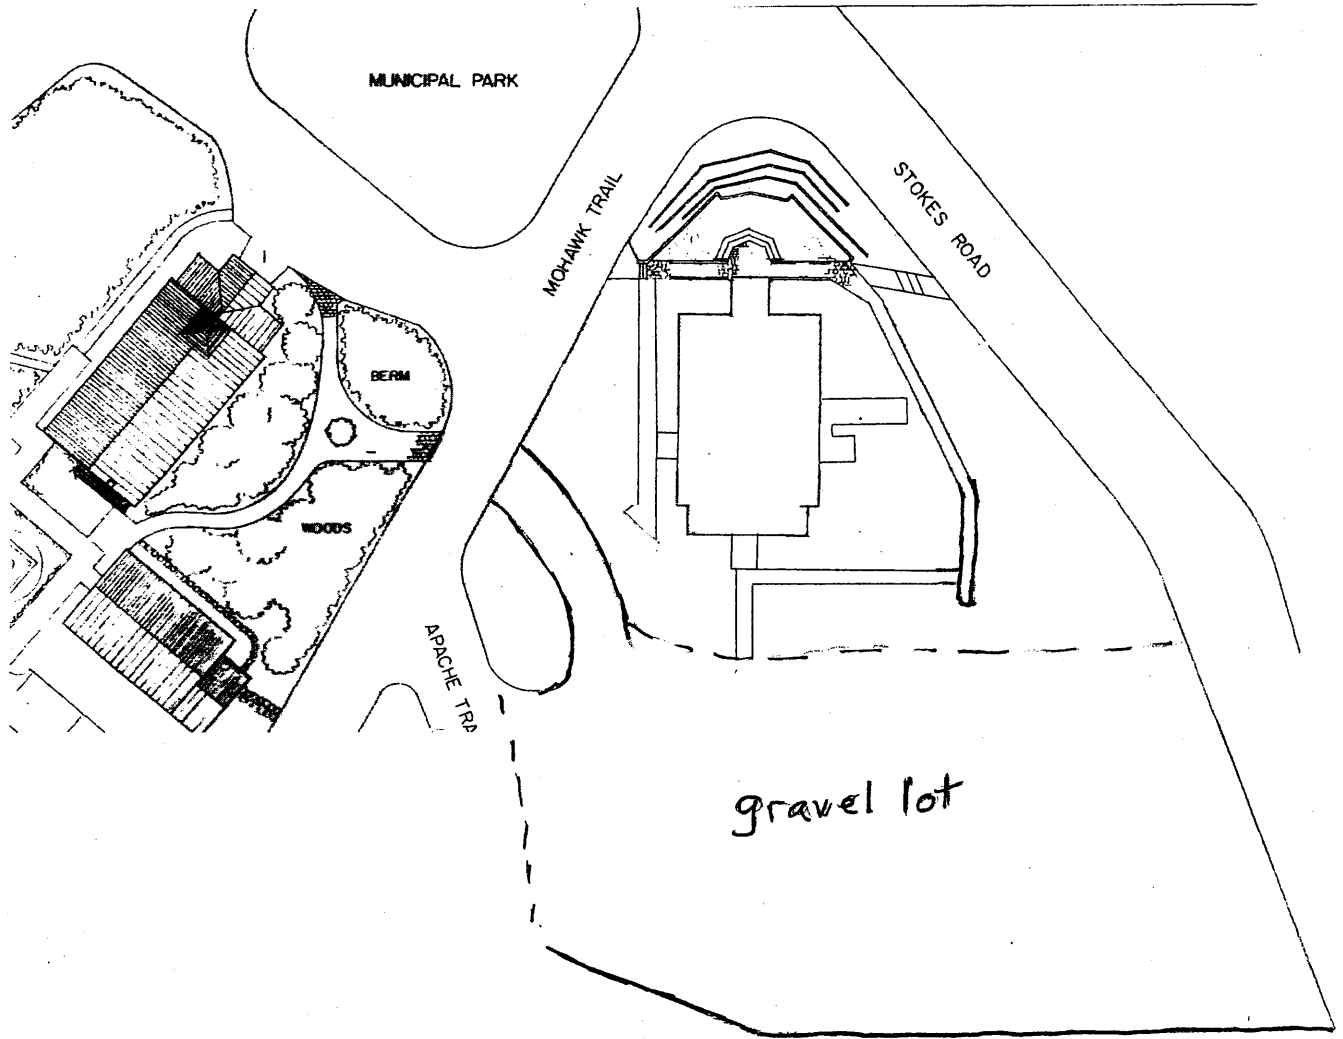 MUNICIPAL PARK
MOHAWK TRAIL
STOKES ROAD
BERM
WOODS
APACHE TRA
gravel lot